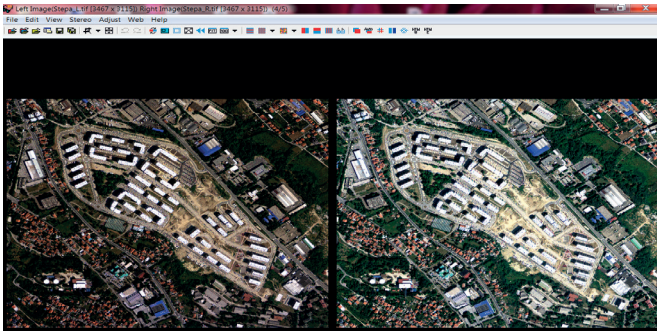 Left Image(Stepa_L.tif [3467 x 3115]) Right Image(Stepa_R.tif [3467 x 3115]) (4/5)
File Edit View Stereo Adjust Web Help